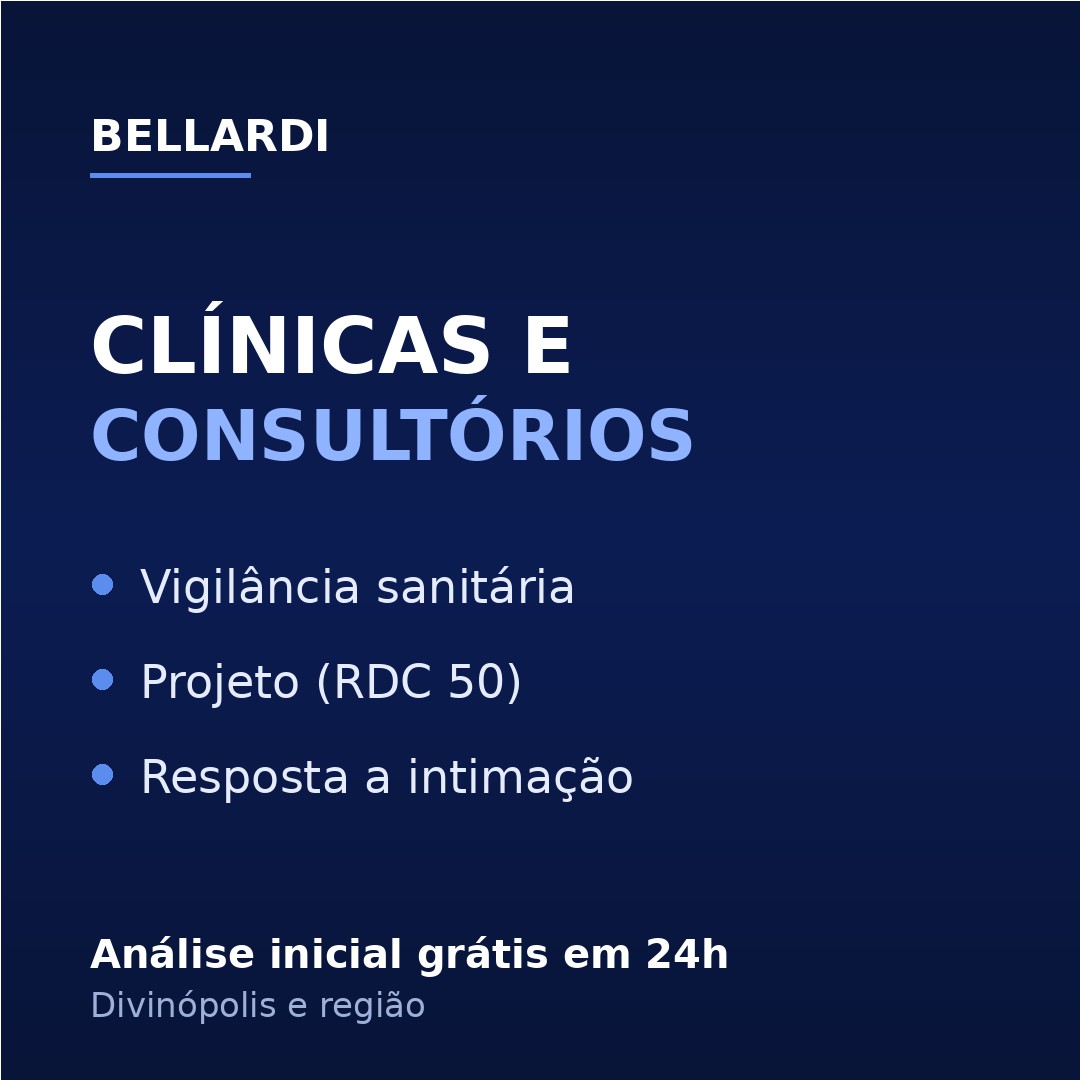 BELLARDI
CLÍNICAS E
CONSULTÓRIOS
Vigilância sanitária
Projeto (RDC 50)
Resposta a intimação
Análise inicial grátis em 24h
Divinópolis e região